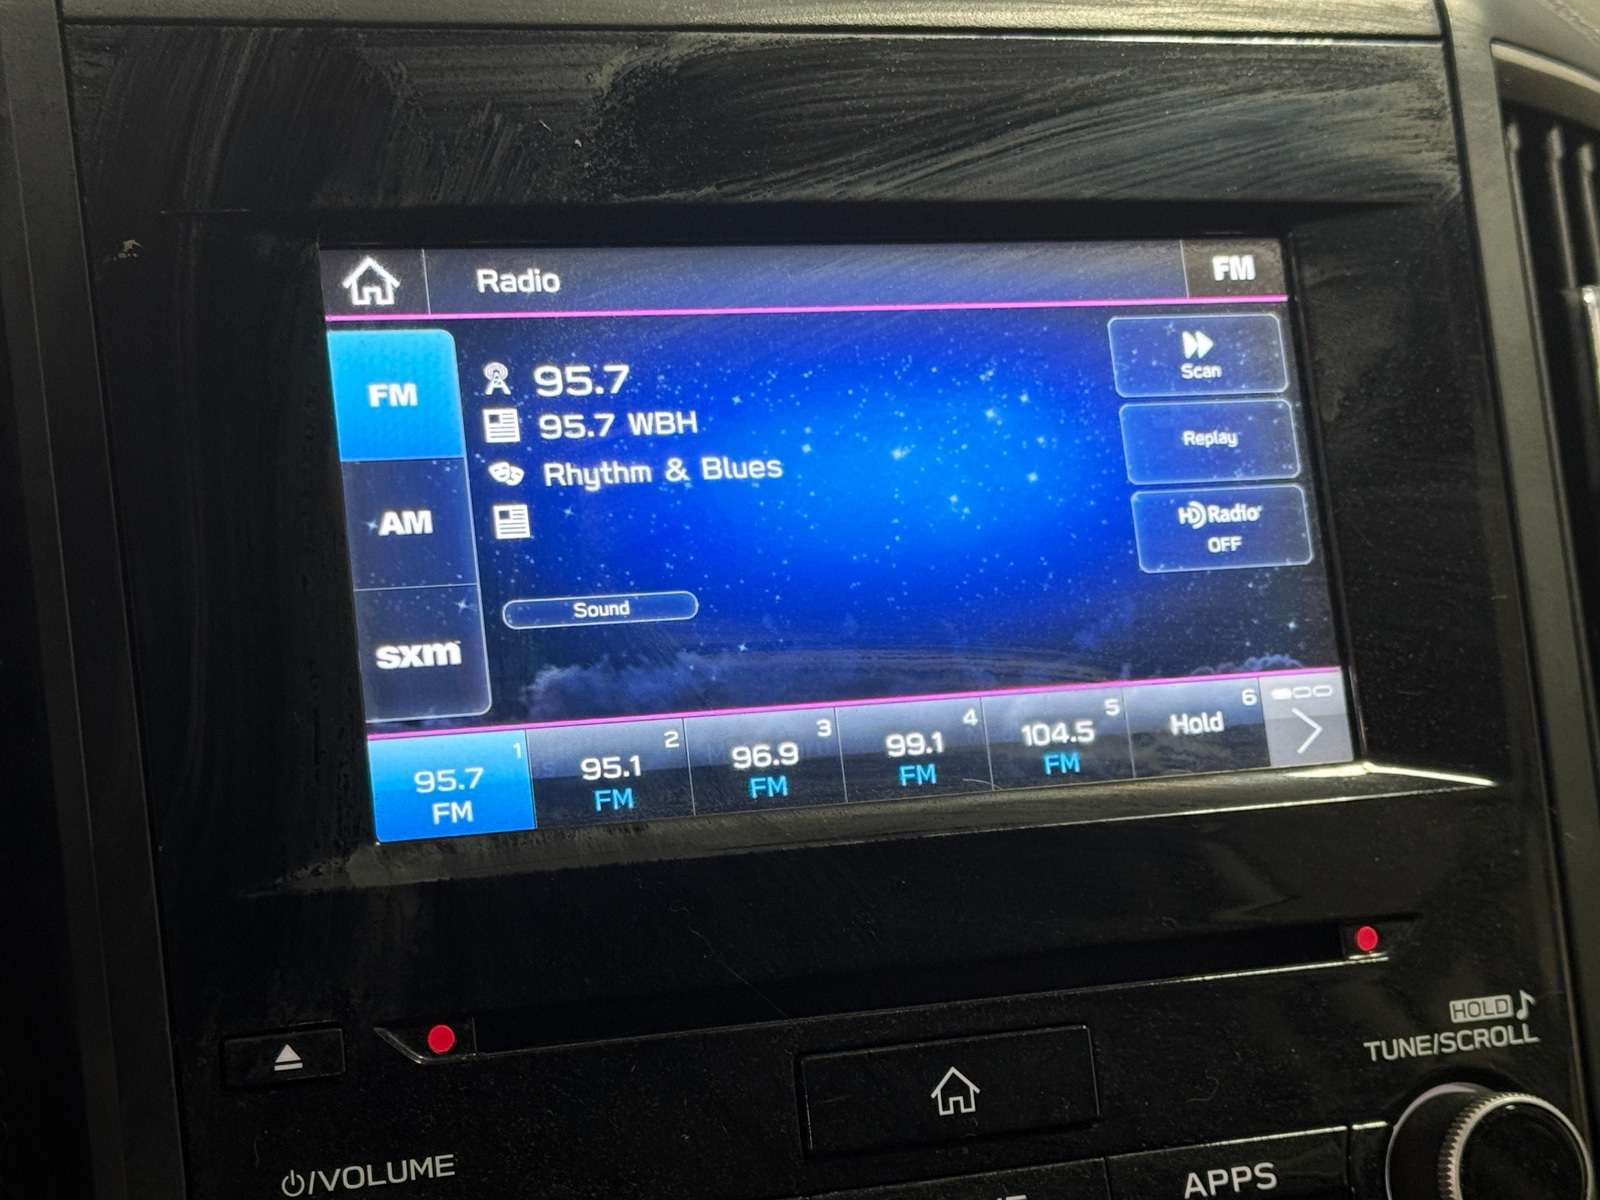 Radio
FM
FM
AM
sxm
95.7
95.7 WBH
Rhythm & Blues
Sound
Scan
Replay
HD Radio
OFF
1
95.7
FM
2
95.1
FM
3
96.9
FM
4
99.1
FM
5
104.5
FM
6
Hold
HOLD
TUNE/SCROLL
/VOLUME
APPS